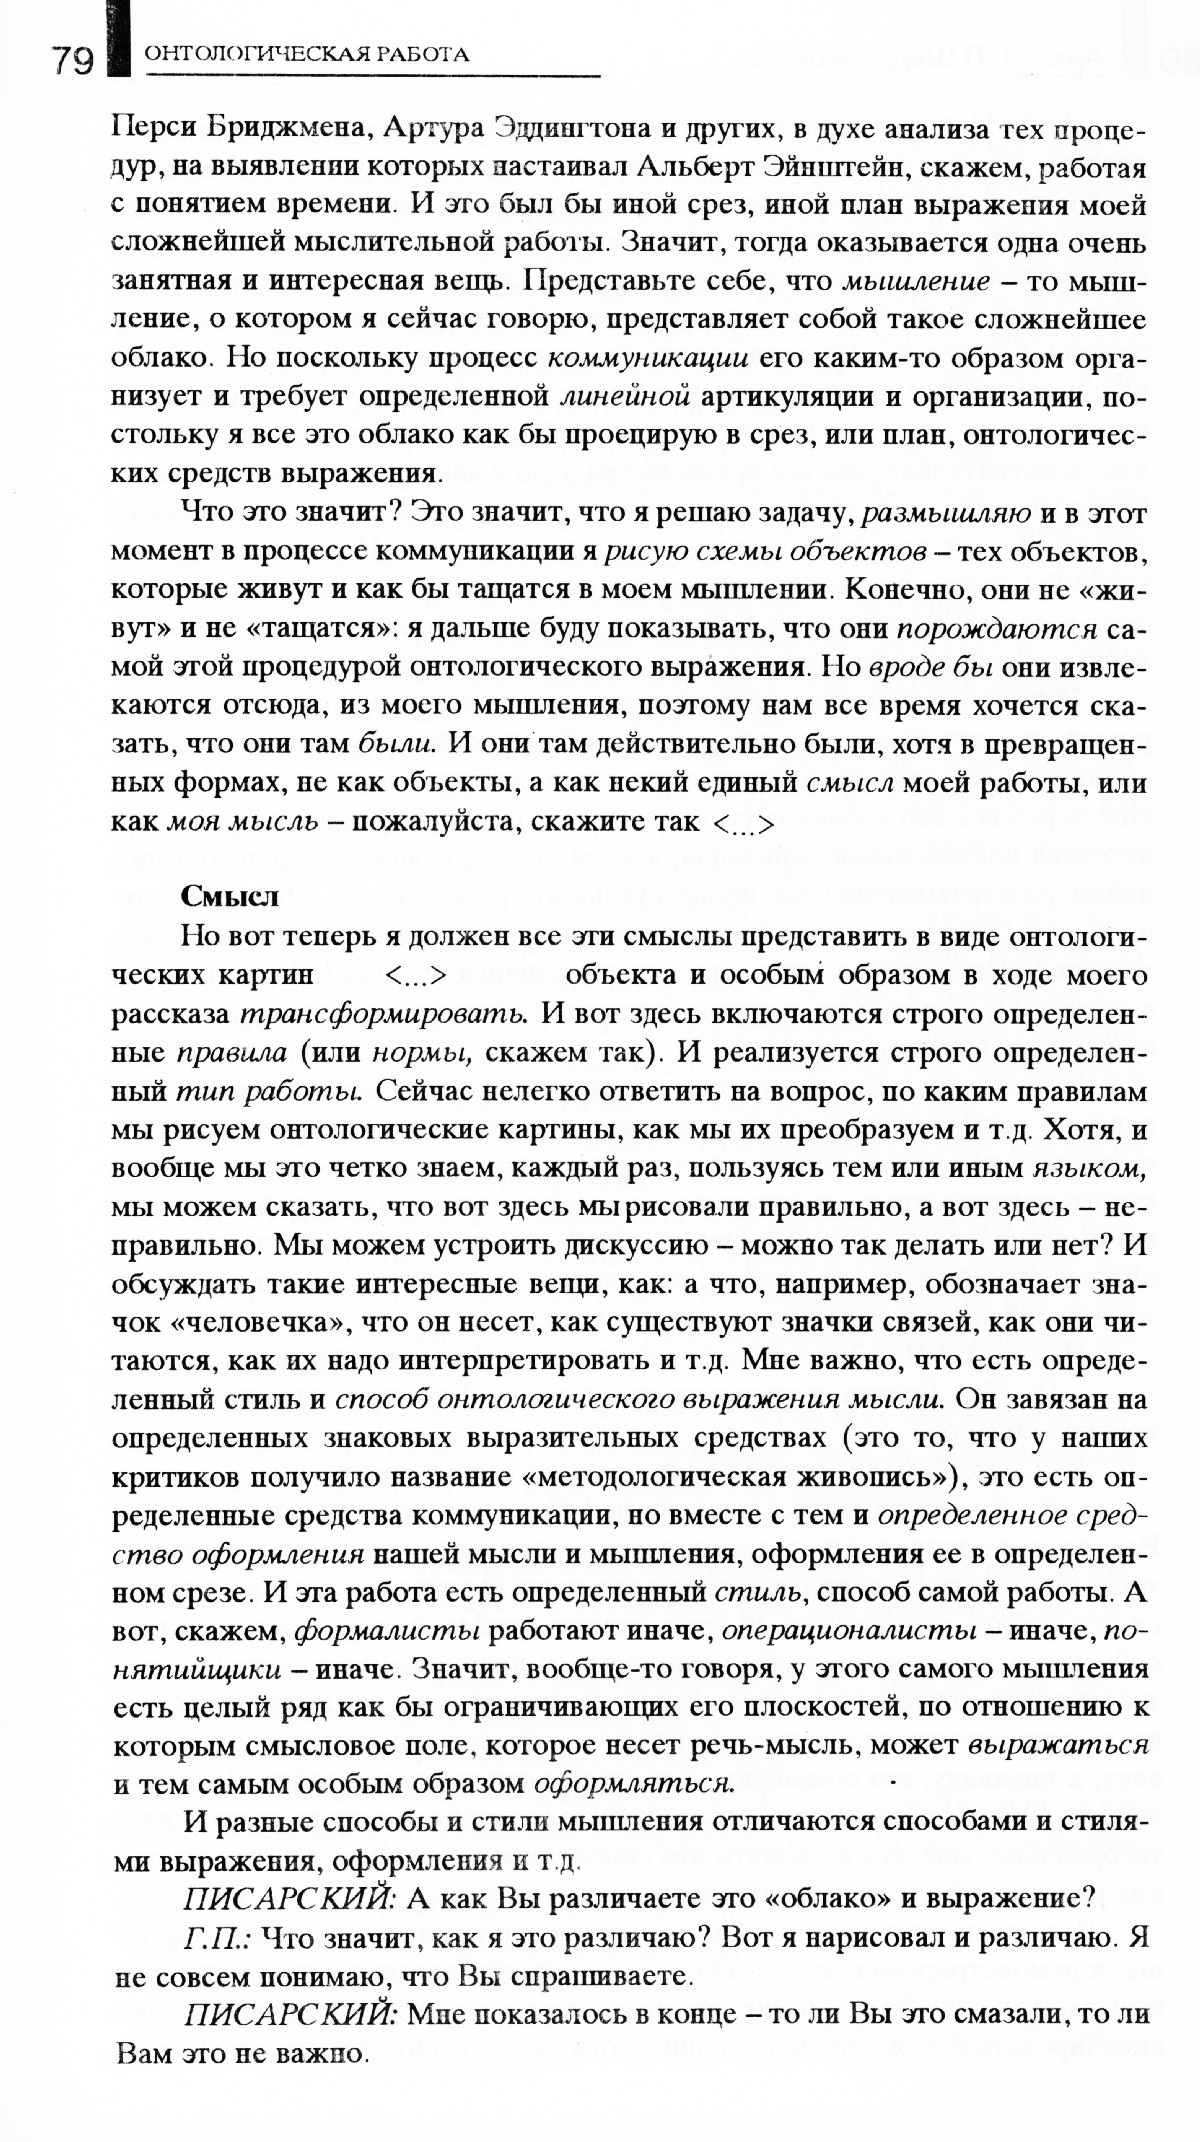 79
ОНТОЛОГИЧЕСКАЯ РАБОТА
Перси Бриджмена, Артура Эддингтона и других, в духе анализа тех проце-
дур, на выявлении которых настаивал Альберт Эйнштейн, скажем, работая
с понятием времени. И это был бы иной срез, иной план выражения моей
сложнейшей мыслительной работы. Значит, тогда оказывается одна очень
занятная и интересная вещь. Представьте себе, что мышление – то мыш-
ление, о котором я сейчас говорю, представляет собой такое сложнейшее
облако. Но поскольку процесс коммуникации его каким-то образом орга-
низует и требует определенной линейной артикуляции и организации, по-
стольку я все это облако как бы проецирую в срез, или план, онтологичес-
ких средств выражения.
Что это значит? Это значит, что я решаю задачу, размышляю и в этот
момент в процессе коммуникации я рисую схемы объектов – тех объектов,
которые живут и как бы тащатся в моем мышлении. Конечно, они не «жи-
вут» и не «тащатся»: я дальше буду показывать, что они порождаются са-
мой этой процедурой онтологического выражения. Но вроде бы они извле-
каются отсюда, из моего мышления, поэтому нам все время хочется ска-
зать, что они там были. И они там действительно были, хотя в превращен-
ных формах, не как объекты, а как некий единый смысл моей работы, или
как моя мысль – пожалуйста, скажите так <...>
Смысл
Но вот теперь я должен все эти смыслы представить в виде онтологи-
ческих картин <...> объекта и особым образом в ходе моего
рассказа трансформировать. И вот здесь включаются строго определен-
ные правила (или нормы, скажем так). И реализуется строго определен-
ный тип работы. Сейчас нелегко ответить на вопрос, по каким правилам
мы рисуем онтологические картины, как мы их преобразуем и т.д. Хотя, и
вообще мы это четко знаем, каждый раз, пользуясь тем или иным языком,
мы можем сказать, что вот здесь мы рисовали правильно, а вот здесь – не-
правильно. Мы можем устроить дискуссию – можно так делать или нет? И
обсуждать такие интересные вещи, как: а что, например, обозначает зна-
чок «человечка», что он несет, как существуют значки связей, как они чи-
таются, как их надо интерпретировать и т.д. Мне важно, что есть опреде-
ленный стиль и способ онтологического выражения мысли. Он завязан на
определенных знаковых выразительных средствах (это то, что у наших
критиков получило название «методологическая живопись»), это есть оп-
ределенные средства коммуникации, но вместе с тем и определенное сред-
ство оформления нашей мысли и мышления, оформления ее в определен-
ном срезе. И эта работа есть определенный стиль, способ самой работы. А
вот, скажем, формалисты работают иначе, операционалисты – иначе, по-
нятийщики – иначе. Значит, вообще-то говоря, у этого самого мышления
есть целый ряд как бы ограничивающих его плоскостей, по отношению к
которым смысловое поле, которое несет речь-мысль, может выражаться
и тем самым особым образом оформляться.
И разные способы и стили мышления отличаются способами и стиля-
ми выражения, оформления и т.д.
ПИСАРСКИЙ: А как Вы различаете это «облако» и выражение?
Г.П.: Что значит, как я это различаю? Вот я нарисовал и различаю. Я
не совсем понимаю, что Вы спрашиваете.
ПИСАРСКИЙ: Мне показалось в конце – то ли Вы это смазали, то ли
Вам это не важно.